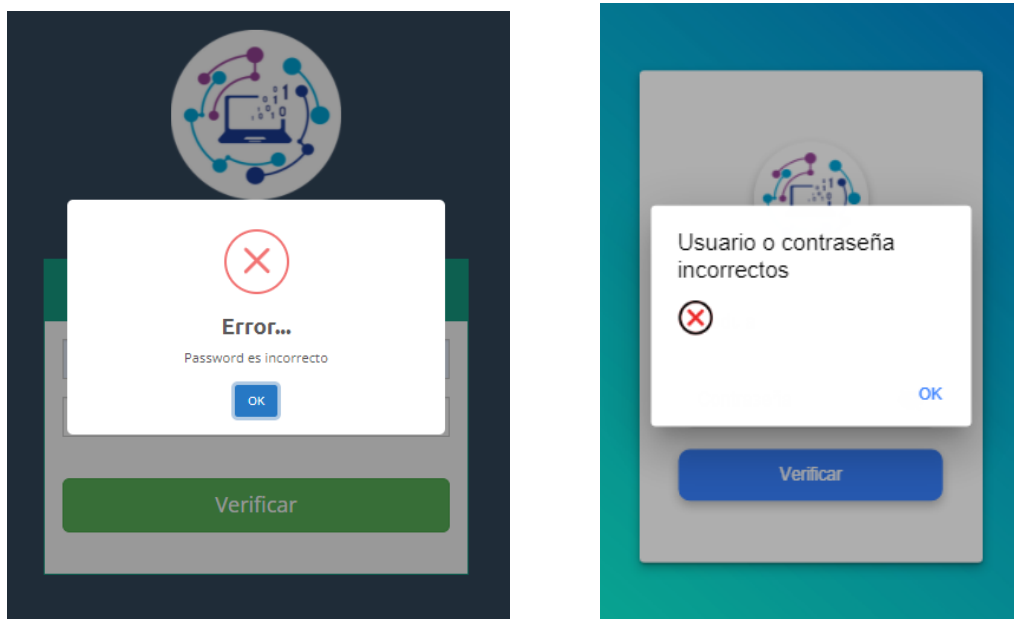 Error...
Password es incorrecto
OK
Verificar
Usuario o contraseña
incorrectos
OK
Verificar